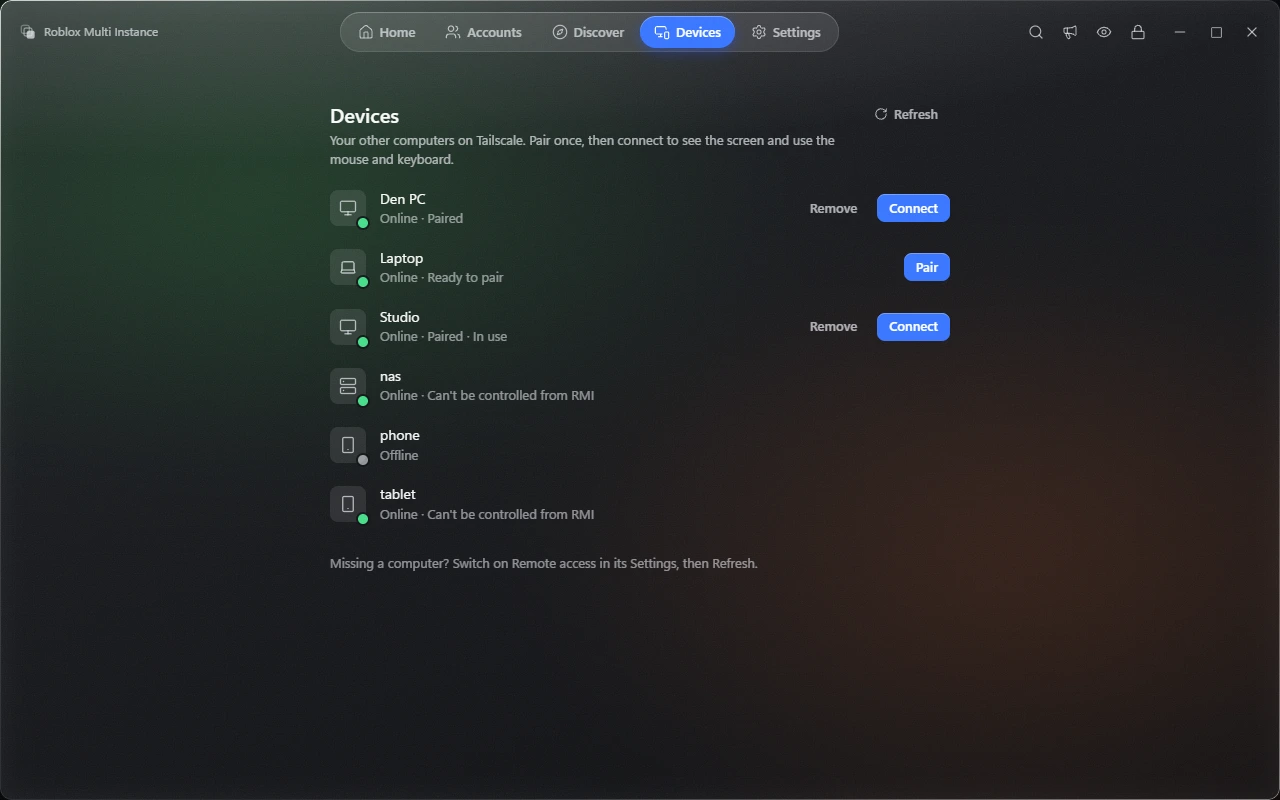 Roblox Multi Instance
Home
Accounts
Discover
Devices
Settings
Devices
Refresh
Your other computers on Tailscale. Pair once, then connect to see the screen and use the
mouse and keyboard.
Den PC
Online · Paired
Remove
Connect
Laptop
Online · Ready to pair
Pair
Studio
Online · Paired · In use
Remove
Connect
nas
Online · Can't be controlled from RMI
phone
Offline
tablet
Online · Can't be controlled from RMI
Missing a computer? Switch on Remote access in its Settings, then Refresh.